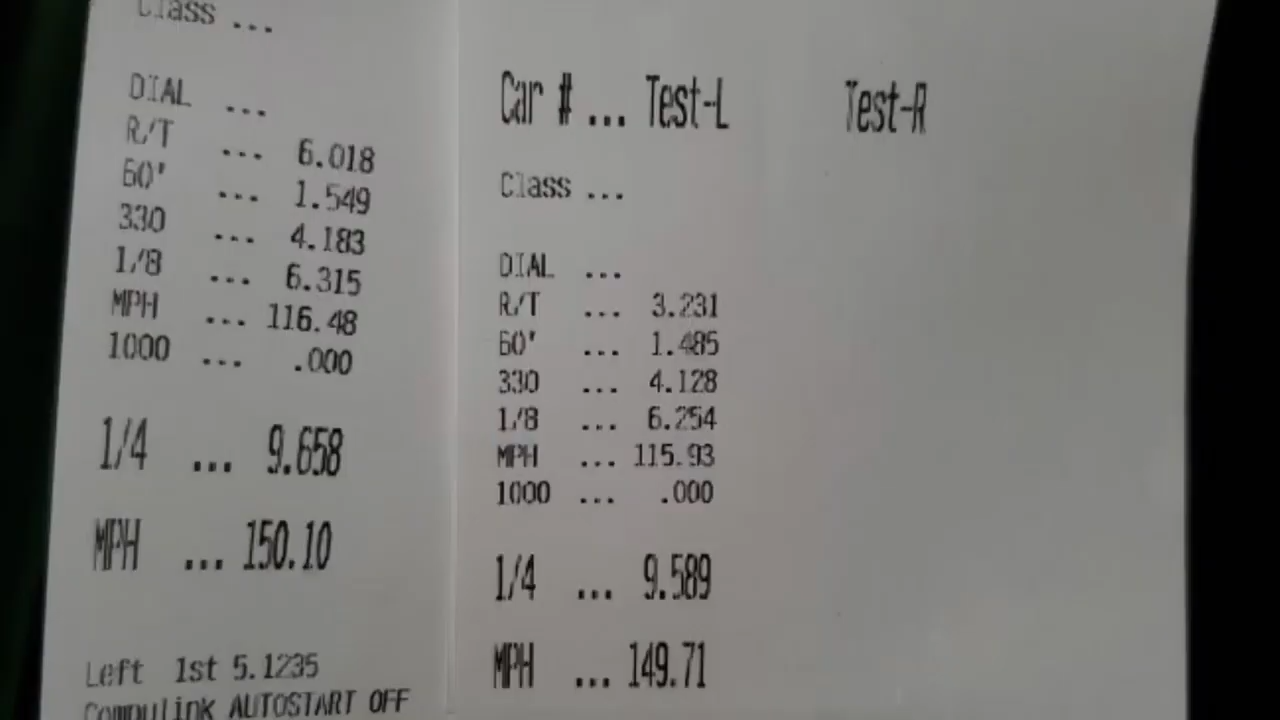 Class ...
DIAL ...
R/T ... 6.018
60' ... 1.549
330 ... 4.183
1/8 ... 6.315
MPH ... 116.48
1000 ... .000
1/4 ... 9.658
MPH ... 150.10
Left 1st 5.1235
Compulink AUTOSTART OFF
Car # ... Test-L Test-R
Class ...
DIAL ...
R/T ... 3.231
60' ... 1.485
330 ... 4.128
1/8 ... 6.254
MPH ... 115.93
1000 ... .000
1/4 ... 9.589
MPH ... 149.71